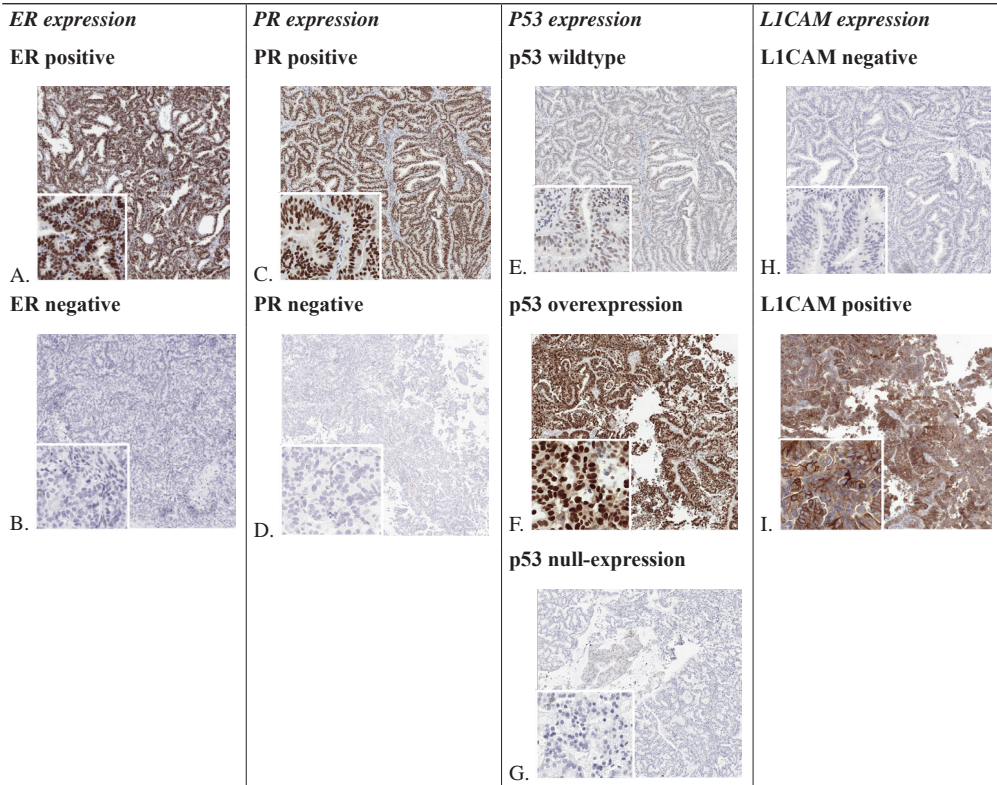 ER expression
ER positive
A.
ER negative
B.
PR expression
PR positive
C.
PR negative
D.
P53 expression
p53 wildtype
E.
p53 overexpression
F.
p53 null-expression
G.
L1CAM expression
L1CAM negative
H.
L1CAM positive
I.